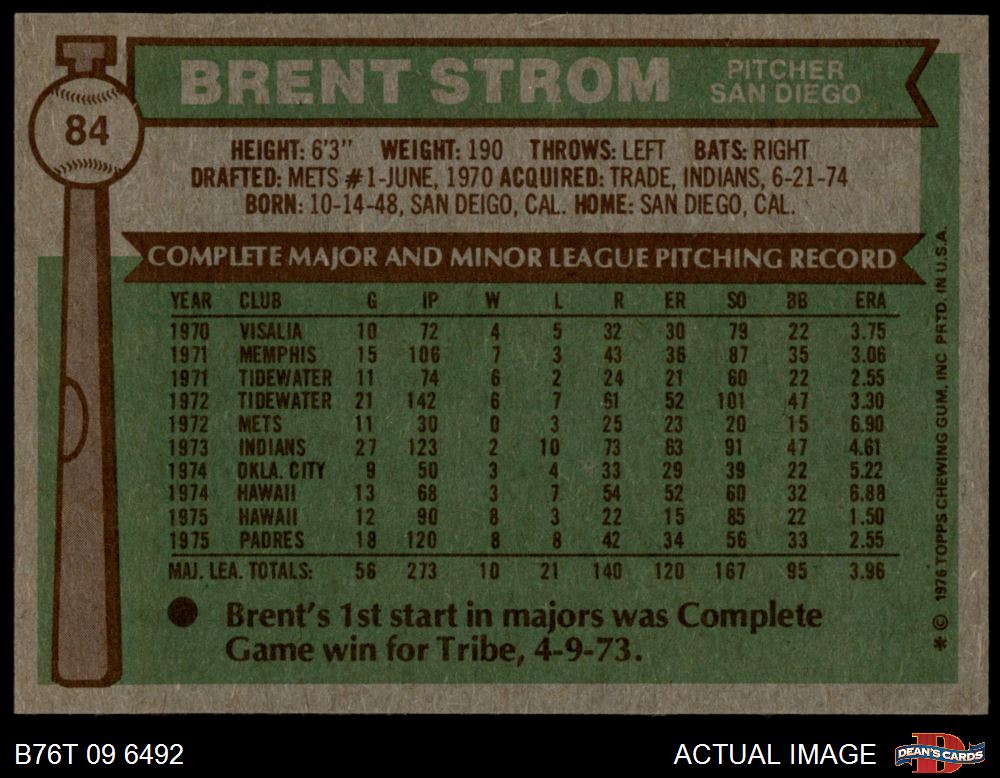 84
BRENT STROM
PITCHER
SAN DIEGO
HEIGHT: 6'3" WEIGHT: 190 THROWS: LEFT BATS: RIGHT
DRAFTED: METS #1-JUNE, 1970 ACQUIRED: TRADE, INDIANS, 6-21-74
BORN: 10-14-48, SAN DEIGO, CAL. HOME: SAN DIEGO, CAL.
COMPLETE MAJOR AND MINOR LEAGUE PITCHING RECORD
YEAR CLUB G IP W L R ER SO BB ERA
1970 VISALIA 10 72 4 5 32 30 79 22 3.75
1971 MEMPHIS 15 106 7 3 43 36 87 35 3.06
1971 TIDEWATER 11 74 6 2 24 21 60 22 2.55
1972 TIDEWATER 21 142 6 7 61 52 101 47 3.30
1972 METS 11 30 0 3 25 23 20 15 6.90
1973 INDIANS 27 123 2 10 73 63 91 47 4.61
1974 OKLA. CITY 9 50 3 4 33 29 39 22 5.22
1974 HAWAII 13 68 3 7 54 52 60 32 6.88
1975 HAWAII 12 90 8 3 22 15 85 22 1.50
1975 PADRES 18 120 8 8 42 34 56 33 2.55
MAJ. LEA. TOTALS: 56 273 10 21 140 120 167 95 3.96
Brent's 1st start in majors was Complete
Game win for Tribe, 4-9-73.
* © 1976 TOPPS CHEWING GUM, INC. PRTD. IN U.S.A.
B76T 09 6492
ACTUAL IMAGE
D
DEAN'S CARDS